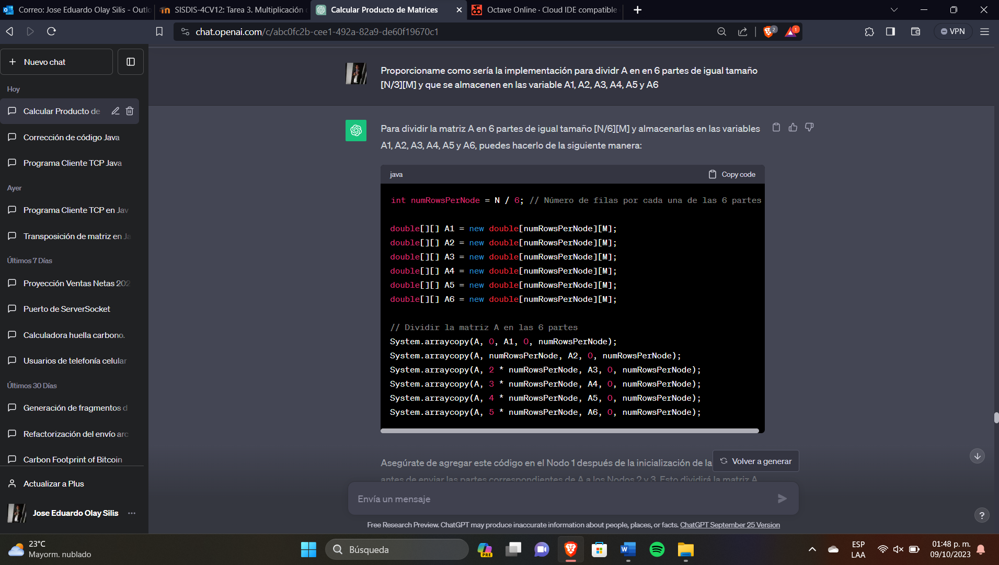 Correo: Jose Eduardo Olay Silis - Outlo
SISDIS-4CV12: Tarea 3. Multiplicación
Calcular Producto de Matrices
Octave Online · Cloud IDE compatible
chat.openai.com/c/abc0fc2b-cee1-492a-82a9-de60f19670c1
2
1
VPN
Nuevo chat
Hoy
Calcular Producto de
Corrección de código Java
Programa Cliente TCP Java
Ayer
Programa Cliente TCP en Jav
Transposición de matriz en Ja
Últimos 7 Días
Proyección Ventas Netas 202
Puerto de ServerSocket
Calculadora huella carbono.
Usuarios de telefonía celular
Últimos 30 Días
Generación de fragmentos d
Refactorización del envío arc
Carbon Footprint of Bitcoin
Actualizar a Plus
Jose Eduardo Olay Silis
Proporcioname como sería la implementación para dividr A en en 6 partes de igual tamaño
[N/3][M] y que se almacenen en las variable A1, A2, A3, A4, A5 y A6
Para dividir la matriz A en 6 partes de igual tamaño [N/6][M] y almacenarlas en las variables
A1, A2, A3, A4, A5 y A6, puedes hacerlo de la siguiente manera:
java
Copy code
int numRowsPerNode = N / 6; // Número de filas por cada una de las 6 partes
double[][] A1 = new double[numRowsPerNode][M];
double[][] A2 = new double[numRowsPerNode][M];
double[][] A3 = new double[numRowsPerNode][M];
double[][] A4 = new double[numRowsPerNode][M];
double[][] A5 = new double[numRowsPerNode][M];
double[][] A6 = new double[numRowsPerNode][M];
// Dividir la matriz A en las 6 partes
System.arraycopy(A, 0, A1, 0, numRowsPerNode);
System.arraycopy(A, numRowsPerNode, A2, 0, numRowsPerNode);
System.arraycopy(A, 2 * numRowsPerNode, A3, 0, numRowsPerNode);
System.arraycopy(A, 3 * numRowsPerNode, A4, 0, numRowsPerNode);
System.arraycopy(A, 4 * numRowsPerNode, A5, 0, numRowsPerNode);
System.arraycopy(A, 5 * numRowsPerNode, A6, 0, numRowsPerNode);
Asegúrate de agregar este código en el Nodo 1 después de la inicialización de la
Volver a generar
antes de enviar las partes correspondientes de A a los Nodos 2 y 3. Esto dividirá la matriz A
Envía un mensaje
Free Research Preview. ChatGPT may produce inaccurate information about people, places, or facts. ChatGPT September 25 Version
?
23°C
Mayorm. nublado
Búsqueda
PRE
ESP
LAA
01:48 p. m.
09/10/2023